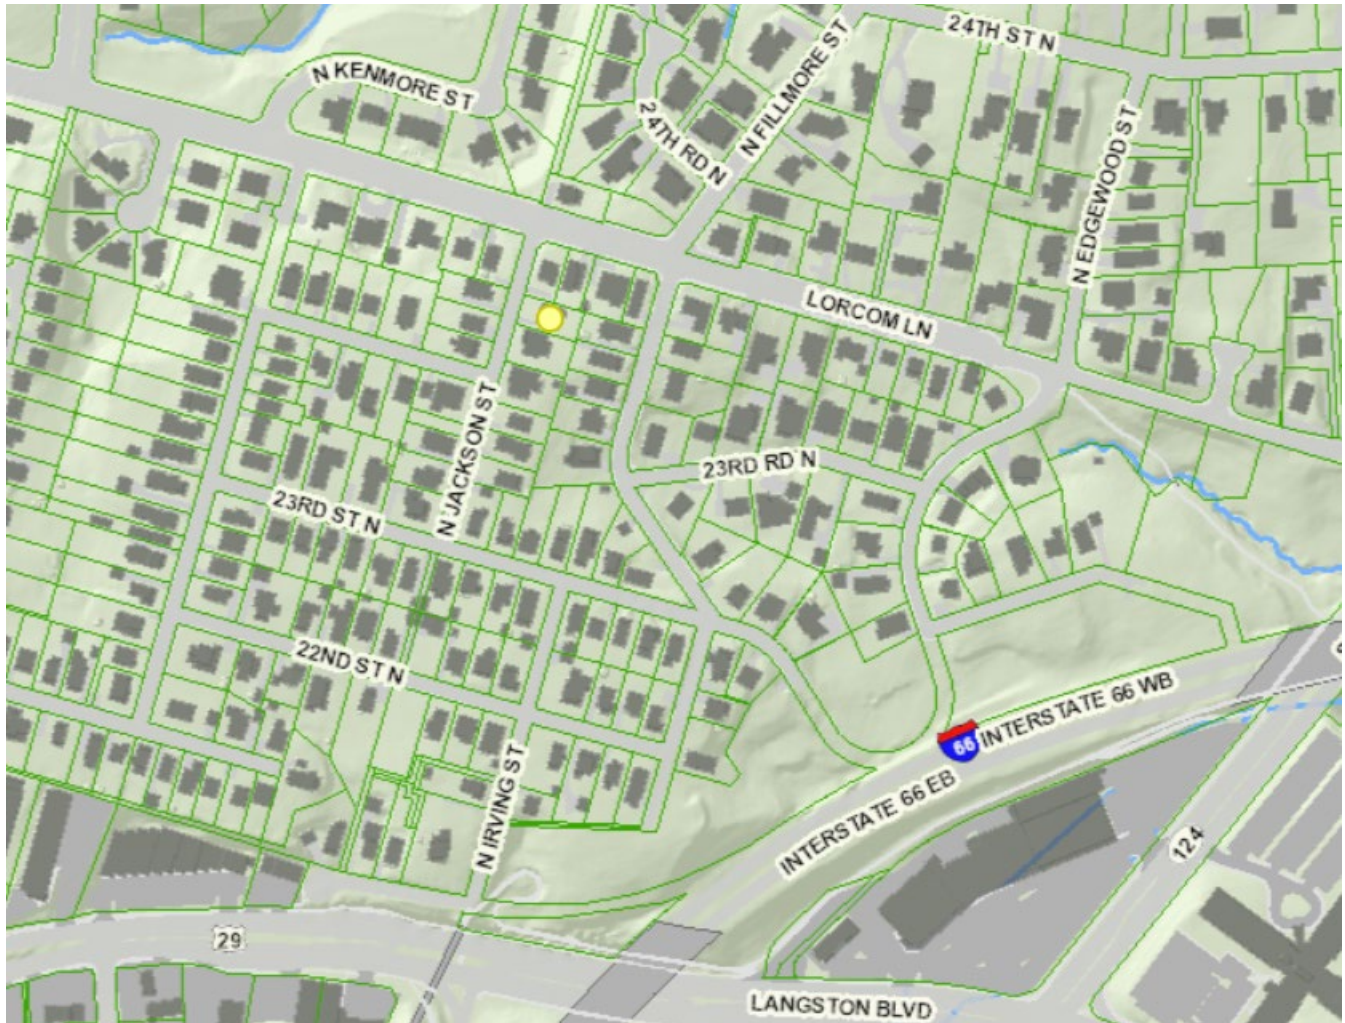 24TH ST N
N KENMORE ST
N FILLMORE ST
24TH RD N
N EDGEWOOD ST
LORCOM LN
N JACKSON ST
23RD RD N
23RD ST N
22ND ST N
INTERSTATE 66 WB
66
INTERSTATE 66 EB
N IRVING ST
124
29
LANGSTON BLVD